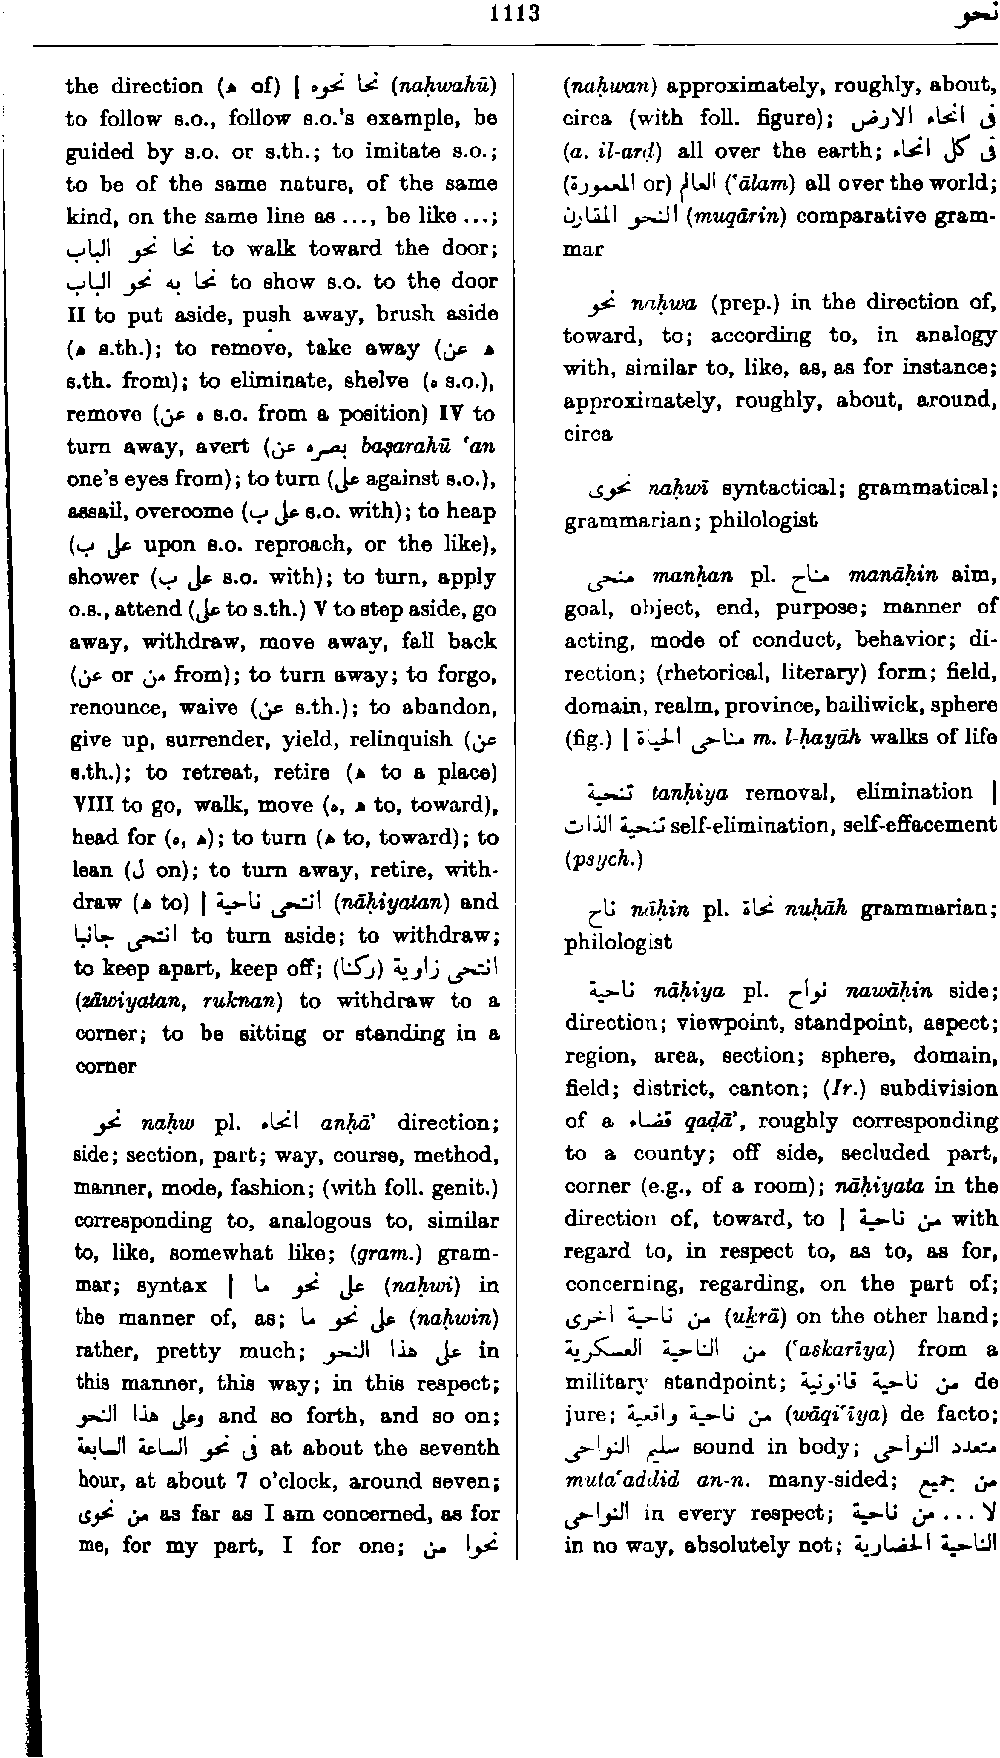 1113
نحو
the direction (ه of) | نحا نحوه (naḥwahū)
to follow s.o., follow s.o.'s example, be
guided by s.o. or s.th.; to imitate s.o.;
to be of the same nature, of the same
kind, on the same line as ..., be like ...;
نحا نحو الباب to walk toward the door;
نحا به نحو الباب to show s.o. to the door
II to put aside, push away, brush aside
(ه s.th.); to remove, take away (ه عن
s.th. from); to eliminate, shelve (ه s.o.),
remove (ه عن s.o. from a position) IV to
turn away, avert (بصره عن baṣarahū ʿan
one's eyes from); to turn (على against s.o.),
assail, overcome (على ب s.o. with); to heap
(على ب upon s.o. reproach, or the like),
shower (على ب s.o. with); to turn, apply
o.s., attend (على to s.th.) V to step aside, go
away, withdraw, move away, fall back
(من or عن from); to turn away; to forgo,
renounce, waive (عن s.th.); to abandon,
give up, surrender, yield, relinquish (عن
s.th.); to retreat, retire (ه to a place)
VIII to go, walk, move (ه, ه to, toward),
head for (ه, ه); to turn (ه to, toward); to
lean (ل on); to turn away, retire, with-
draw (ه to) | انتحى ناحية (nāḥiyatan) and
انتحى جانبا to turn aside; to withdraw;
to keep apart, keep off; انتحى زاوية (ركنا)
(zāwiyatan, ruknan) to withdraw to a
corner; to be sitting or standing in a
corner
نحو naḥw pl. انحاء anḥāʾ direction;
side; section, part; way, course, method,
manner, mode, fashion; (with foll. genit.)
corresponding to, analogous to, similar
to, like, somewhat like; (gram.) gram-
mar; syntax | على نحو ما (naḥwi) in
the manner of, as; على نحو ما (naḥwin)
rather, pretty much; على هذا النحو in
this manner, this way; in this respect;
وعلى هذا النحو and so forth, and so on;
فى نحو الساعة السابعة at about the seventh
hour, at about 7 o'clock, around seven;
من نحوى as far as I am concerned, as for
me, for my part, I for one; نحوا من
(naḥwan) approximately, roughly, about,
circa (with foll. figure); فى انحاء الارض
(a. il-arḍ) all over the earth; فى كل انحاء
العالم (or المعمورة) (ʿālam) all over the world;
النحو المقارن (muqārin) comparative gram-
mar
نحو naḥwa (prep.) in the direction of,
toward, to; according to, in analogy
with, similar to, like, as, as for instance;
approximately, roughly, about, around,
circa
نحوى naḥwī syntactical; grammatical;
grammarian; philologist
منحى manḥan pl. مناح manāḥin aim,
goal, object, end, purpose; manner of
acting, mode of conduct, behavior; di-
rection; (rhetorical, literary) form; field,
domain, realm, province, bailiwick, sphere
(fig.) | مناحى الحياة m. l-ḥayāh walks of life
تنحية tanḥiya removal, elimination |
تنحية الذات self-elimination, self-effacement
(psych.)
ناح nāḥin pl. نحاة nuḥāh grammarian;
philologist
ناحية nāḥiya pl. نواح nawāḥin side;
direction; viewpoint, standpoint, aspect;
region, area, section; sphere, domain,
field; district, canton; (Ir.) subdivision
of a قضاء qaḍāʾ, roughly corresponding
to a county; off side, secluded part,
corner (e.g., of a room); nāḥiyata in the
direction of, toward, to | من ناحية with
regard to, in respect to, as to, as for,
concerning, regarding, on the part of;
من ناحية اخرى (uḵrā) on the other hand;
من الناحية العسكرية (ʿaskarīya) from a
military standpoint; من ناحية قانونية de
jure; من ناحية واقعية (wāqiʿīya) de facto;
سليم النواحى sound in body; متعدد النواحى
mutaʿaddid an-n. many-sided; من جميع
النواحى in every respect; لا ... من ناحية
in no way, absolutely not; الناحية الحضارية